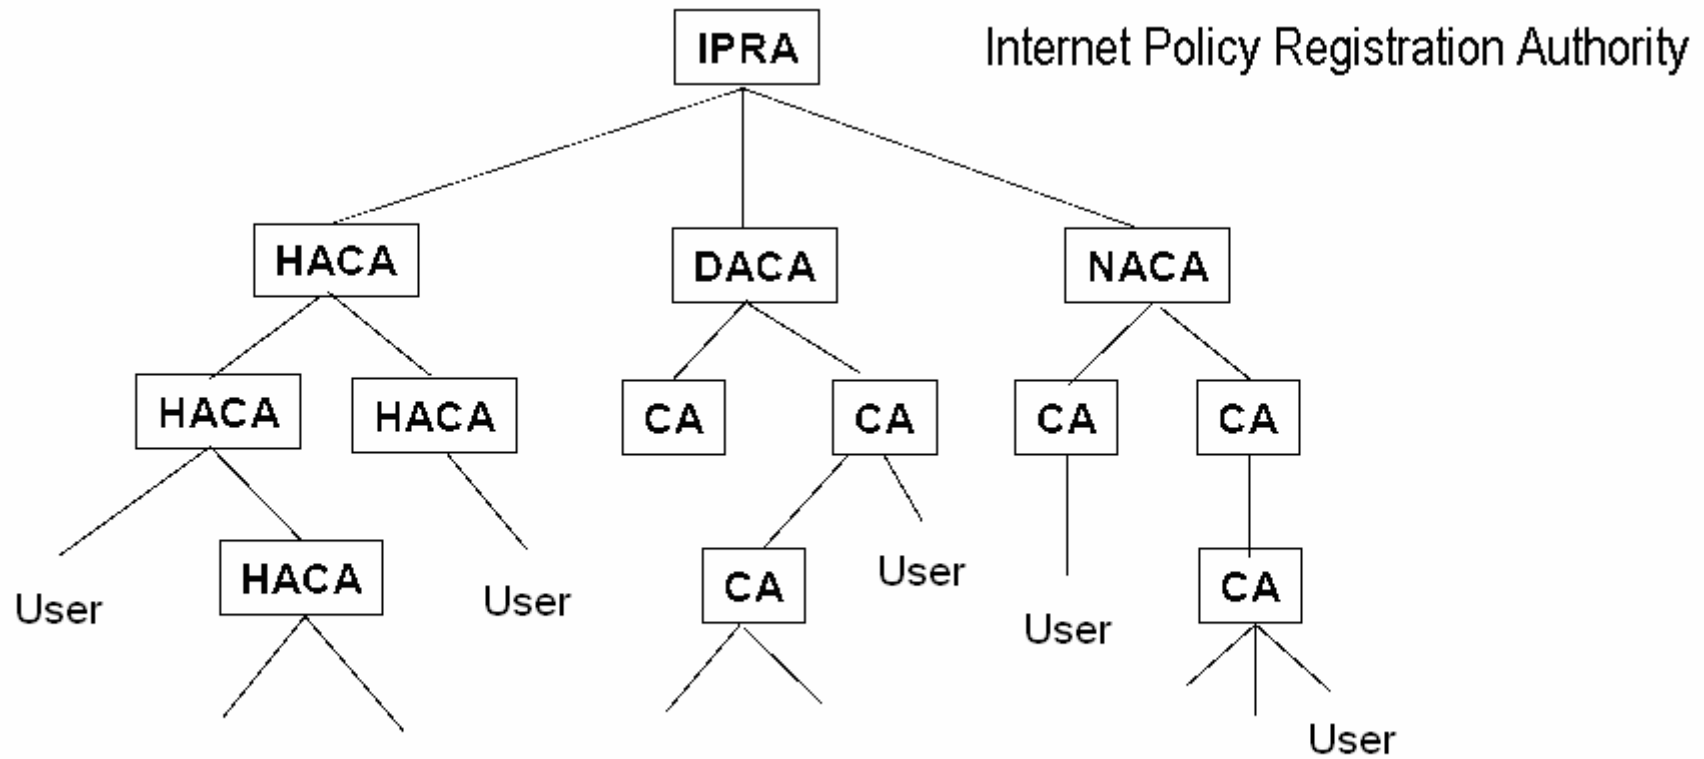 IPRA
Internet Policy Registration Authority
HACA
DACA
NACA
HACA
HACA
CA
CA
CA
CA
User
HACA
User
CA
User
User
CA
User